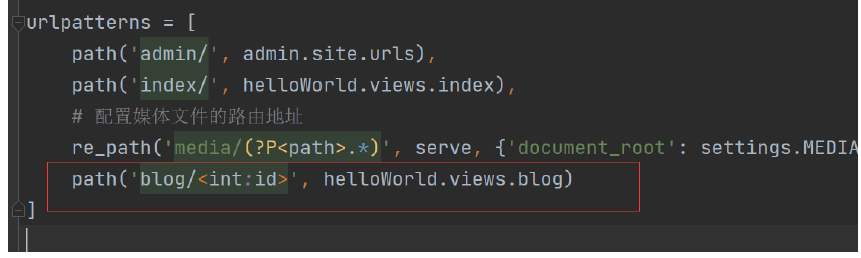 urlpatterns = [
path('admin/', admin.site.urls),
path('index/', helloWorld.views.index),
# 配置媒体文件的路由地址
re_path('media/(?P<path>.*)', serve, {'document_root': settings.MEDIA
path('blog/<int:id>', helloWorld.views.blog)
]